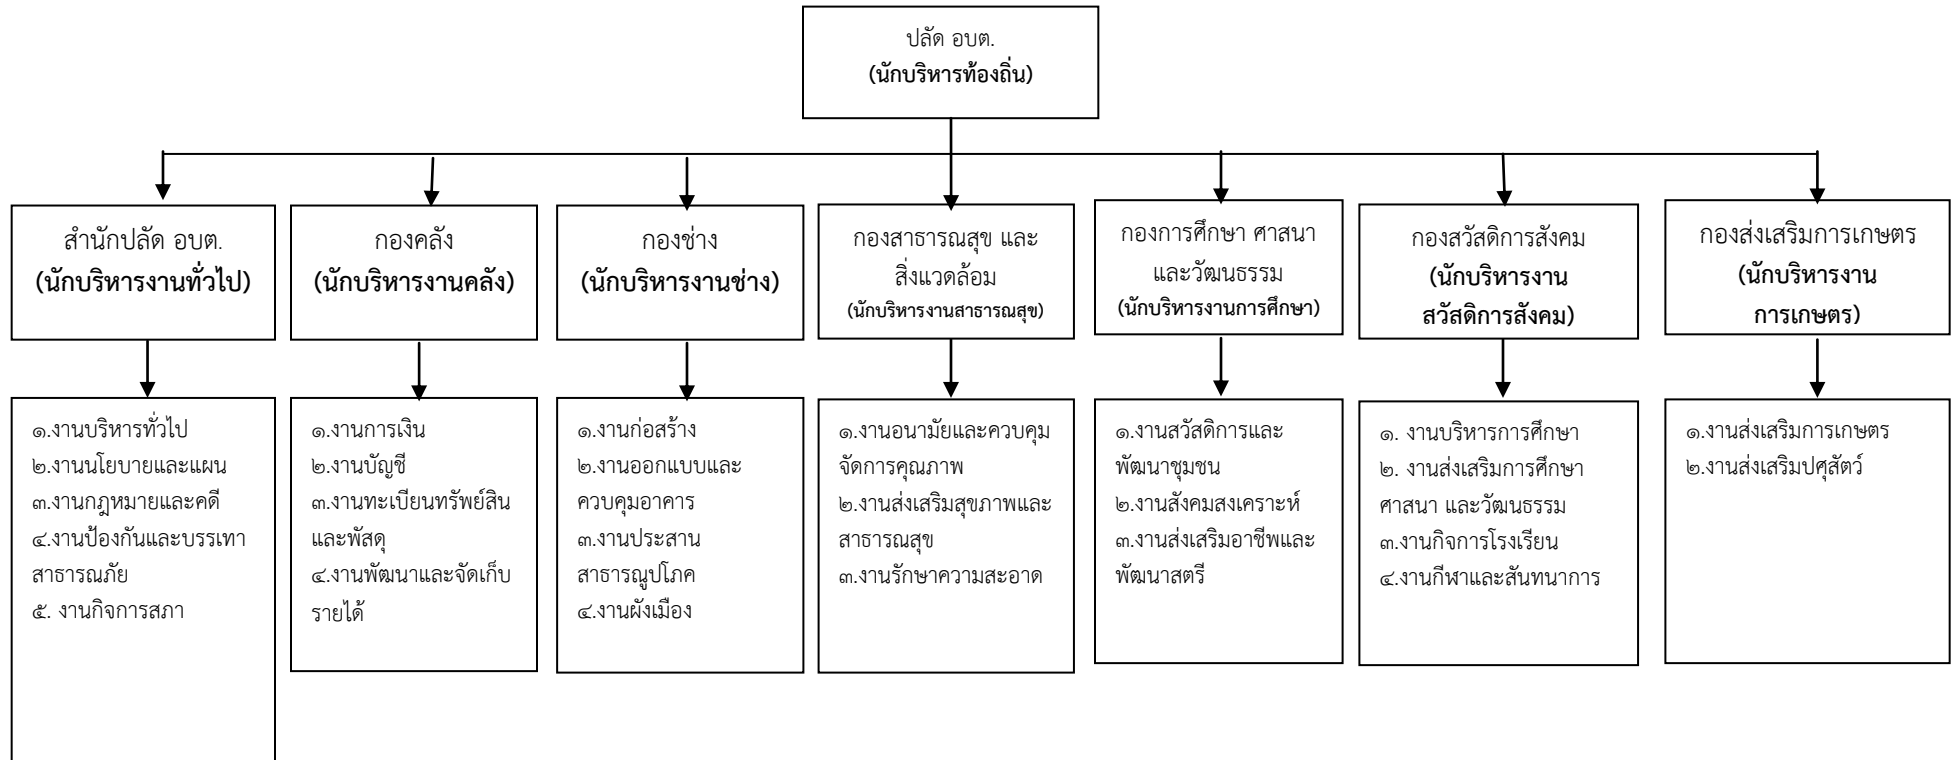 ปลัด อบต.
(นักบริหารท้องถิ่น)
สำนักปลัด อบต.
(นักบริหารงานทั่วไป)
กองคลัง
(นักบริหารงานคลัง)
กองช่าง
(นักบริหารงานช่าง)
กองสาธารณสุข และ
สิ่งแวดล้อม
(นักบริหารงานสาธารณสุข)
กองการศึกษา ศาสนา
และวัฒนธรรม
(นักบริหารงานการศึกษา)
กองสวัสดิการสังคม
(นักบริหารงาน
สวัสดิการสังคม)
กองส่งเสริมการเกษตร
(นักบริหารงาน
การเกษตร)
๑.งานบริหารทั่วไป
๒.งานนโยบายและแผน
๓.งานกฎหมายและคดี
๔.งานป้องกันและบรรเทา
สาธารณภัย
๕. งานกิจการสภา
๑.งานการเงิน
๒.งานบัญชี
๓.งานทะเบียนทรัพย์สิน
และพัสดุ
๔.งานพัฒนาและจัดเก็บ
รายได้
๑.งานก่อสร้าง
๒.งานออกแบบและ
ควบคุมอาคาร
๓.งานประสาน
สาธารณูปโภค
๔.งานผังเมือง
๑.งานอนามัยและควบคุม
จัดการคุณภาพ
๒.งานส่งเสริมสุขภาพและ
สาธารณสุข
๓.งานรักษาความสะอาด
๑.งานสวัสดิการและ
พัฒนาชุมชน
๒.งานสังคมสงเคราะห์
๓.งานส่งเสริมอาชีพและ
พัฒนาสตรี
๑. งานบริหารการศึกษา
๒. งานส่งเสริมการศึกษา
ศาสนา และวัฒนธรรม
๓.งานกิจการโรงเรียน
๔.งานกีฬาและสันทนาการ
๑.งานส่งเสริมการเกษตร
๒.งานส่งเสริมปศุสัตว์